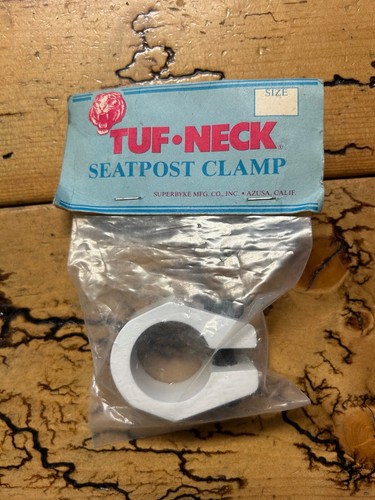 SIZE
TUF•NECK®
SEATPOST CLAMP
SUPERBYKE MFG. CO., INC. • AZUSA, CALIF.